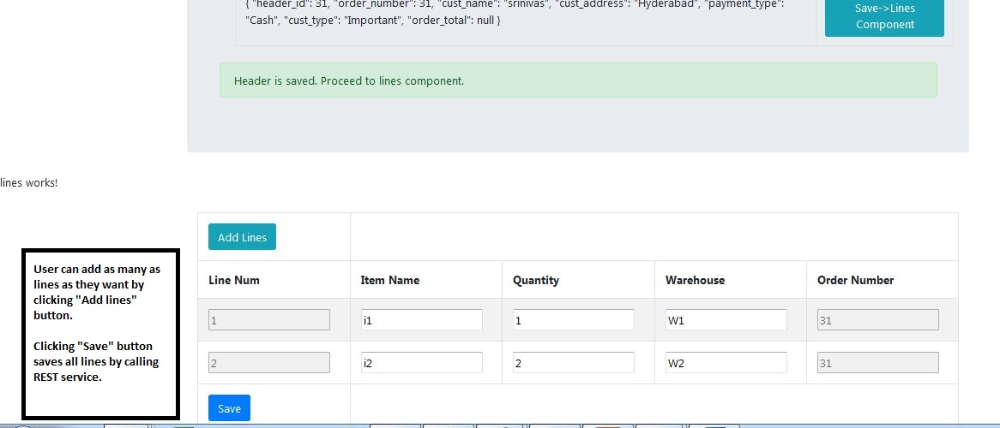 { "header_id": 31, "order_number": 31, "cust_name": "srinivas", "cust_address": "Hyderabad", "payment_type":
"Cash", "cust_type": "Important", "order_total": null }
Save->Lines
Component
Header is saved. Proceed to lines component.
lines works!
Add Lines
Line Num Item Name Quantity Warehouse Order Number
1 i1 1 W1 31
2 i2 2 W2 31
Save
User can add as many as
lines as they want by
clicking "Add lines"
button.
Clicking "Save" button
saves all lines by calling
REST service.